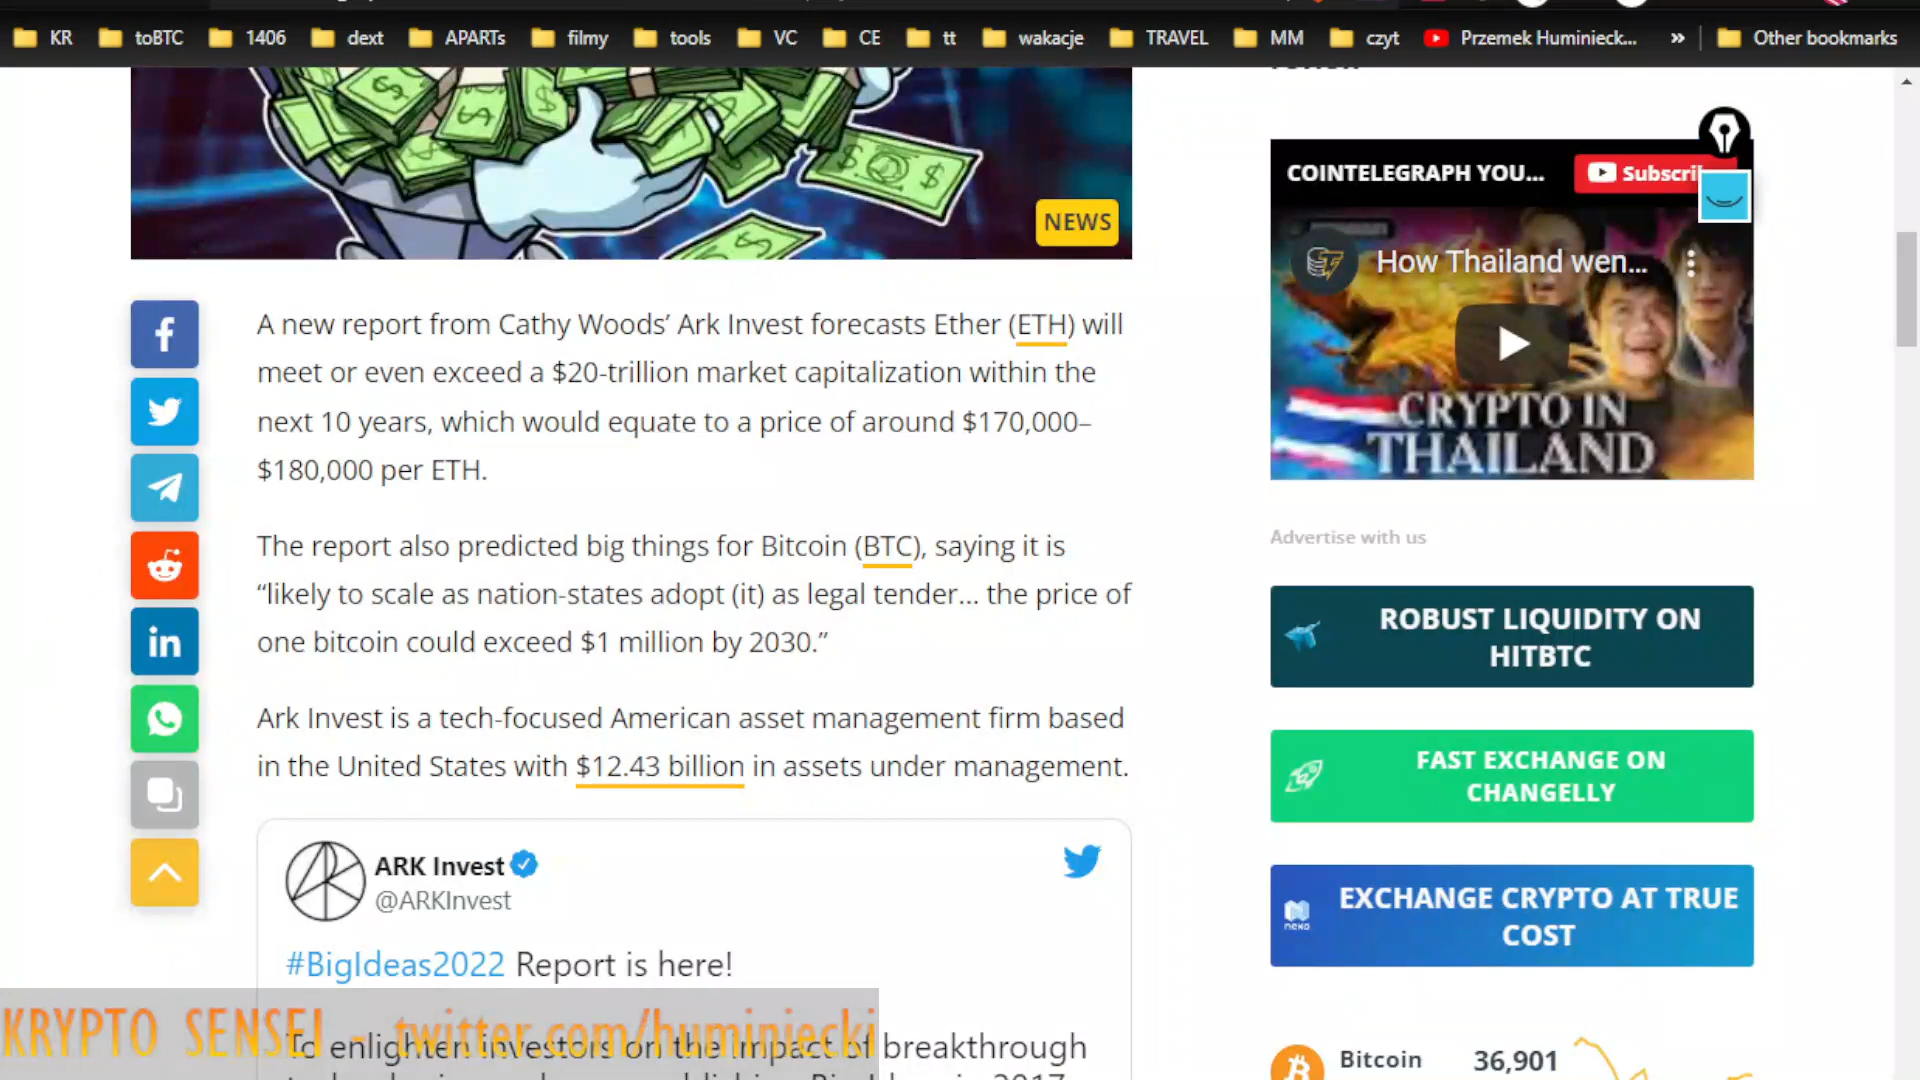 KR toBTC 1406 dext APARTs filmy tools VC CE tt wakacje TRAVEL MM czyt Przemek Huminieck... » Other bookmarks
NEWS
A new report from Cathy Woods’ Ark Invest forecasts Ether (ETH) will
meet or even exceed a $20-trillion market capitalization within the
next 10 years, which would equate to a price of around $170,000–
$180,000 per ETH.
The report also predicted big things for Bitcoin (BTC), saying it is
“likely to scale as nation-states adopt (it) as legal tender… the price of
one bitcoin could exceed $1 million by 2030.”
Ark Invest is a tech-focused American asset management firm based
in the United States with $12.43 billion in assets under management.
ARK Invest
@ARKInvest
#BigIdeas2022 Report is here!
To enlighten investors on the impact of breakthrough
KRYPTO SENSEI - twitter.com/huminiecki
COINTELEGRAPH YOU...
How Thailand wen...
CRYPTO IN
THAILAND
Advertise with us
ROBUST LIQUIDITY ON
HITBTC
FAST EXCHANGE ON
CHANGELLY
nexo
EXCHANGE CRYPTO AT TRUE
COST
Bitcoin 36,901